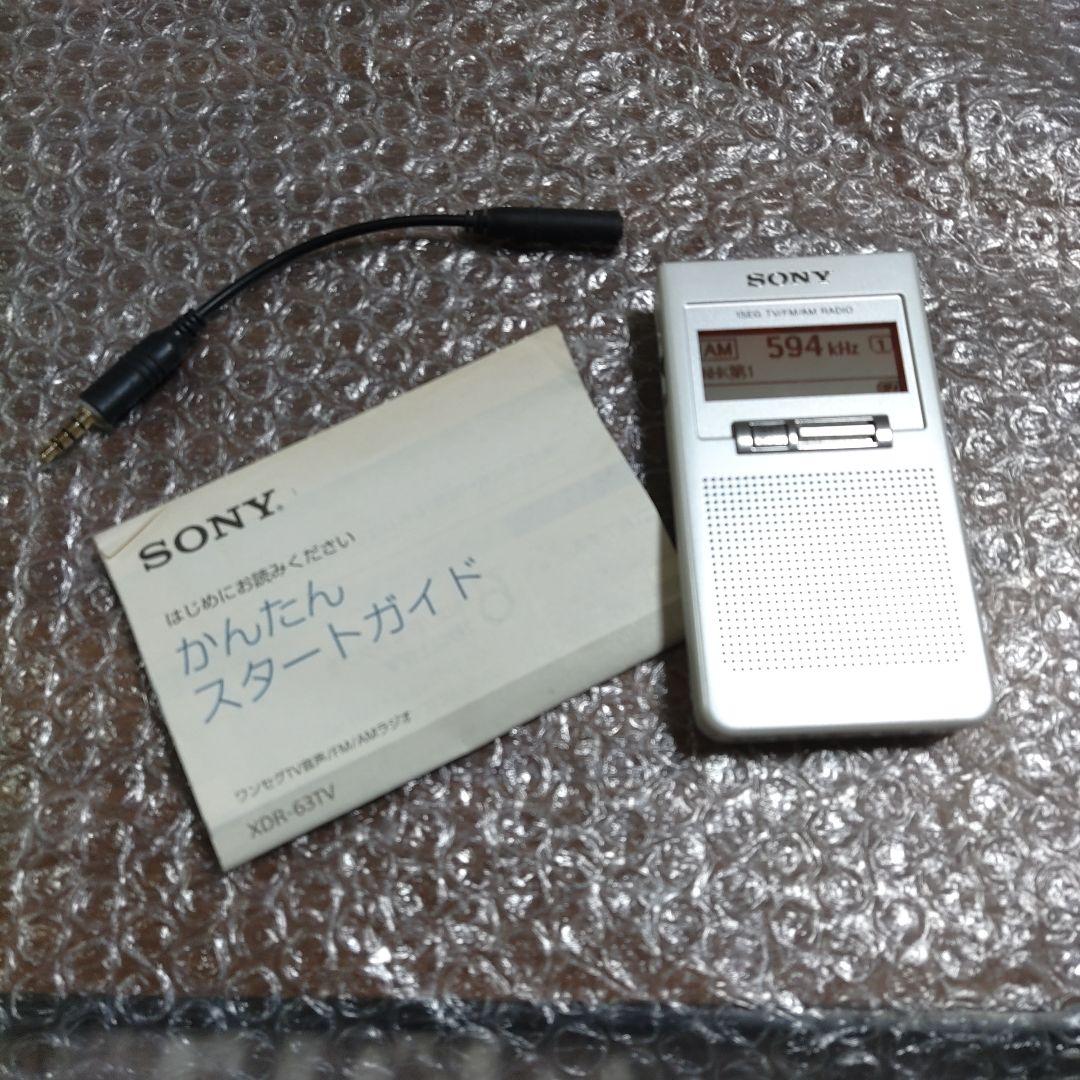 SONY
1SEG TV/FM/AM RADIO
AM 594 kHz 1
NHK第1
SONY
はじめにお読みください
かんたん
スタートガイド
ワンセグTV音声/FM/AMラジオ
XDR-63TV